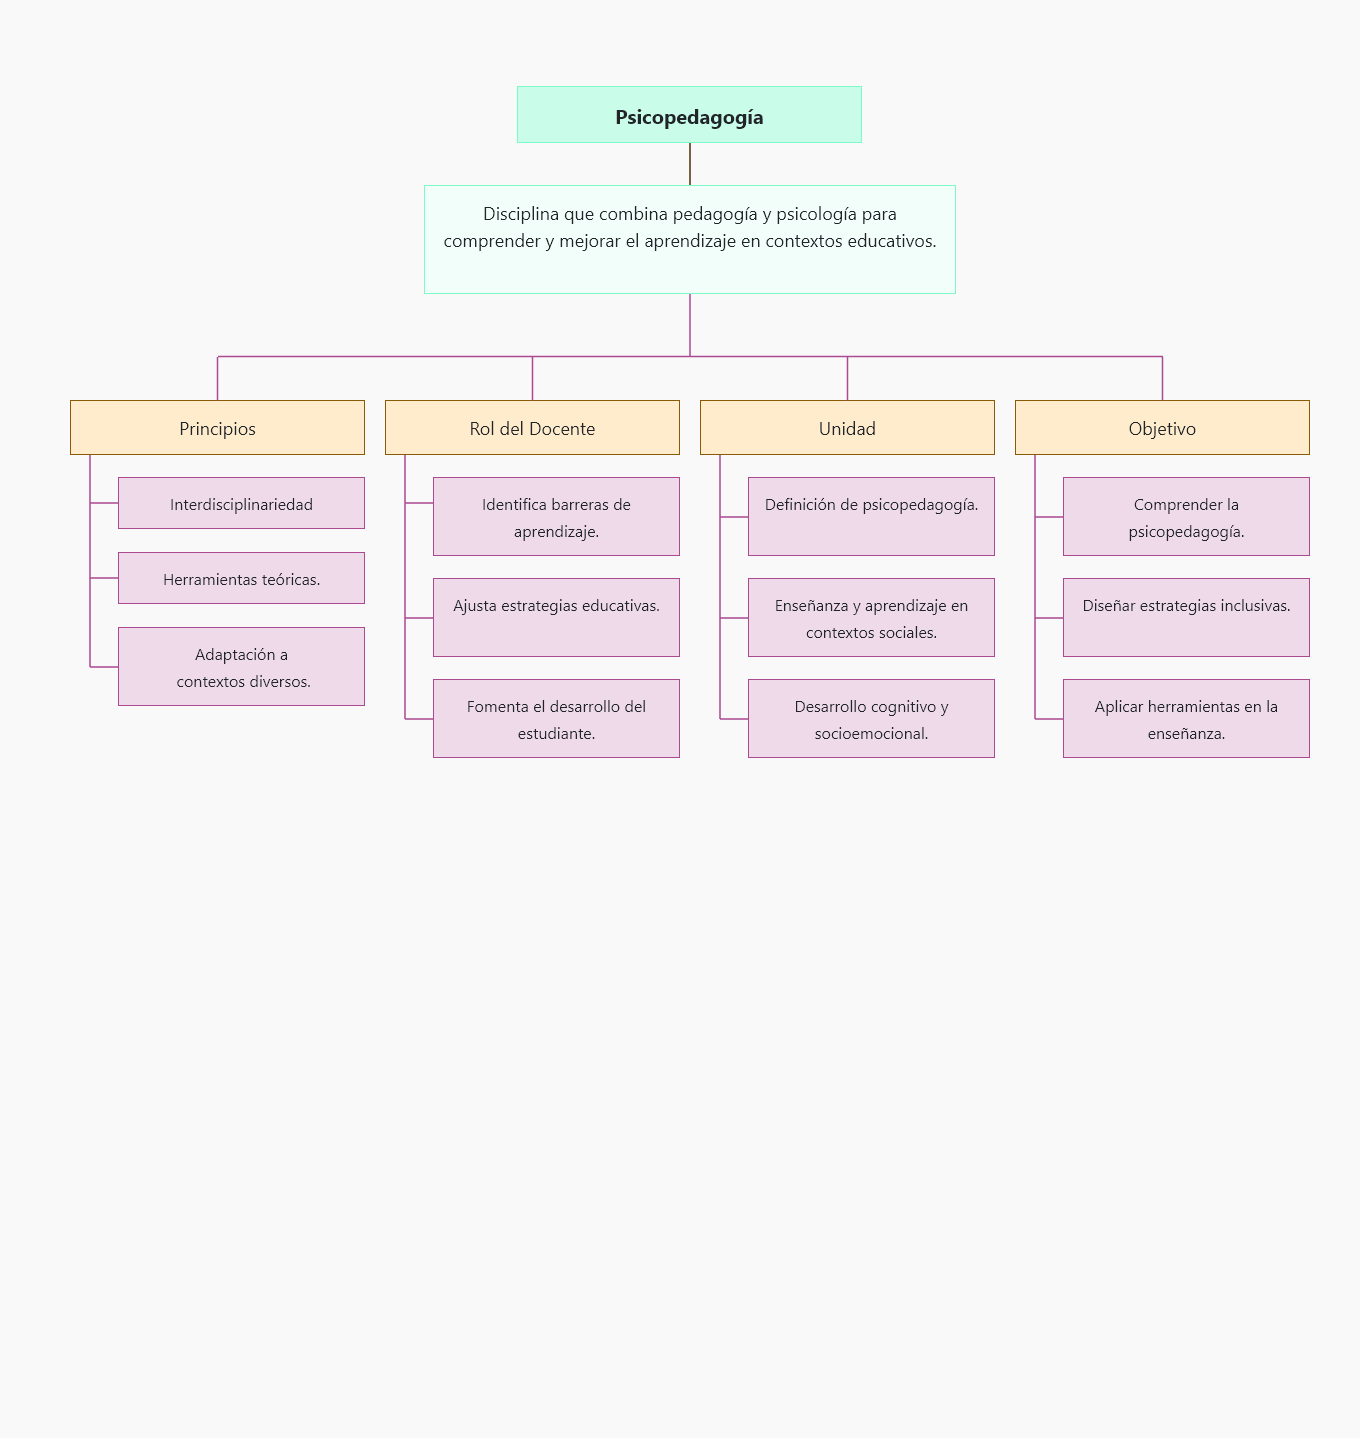 Psicopedagogía
Disciplina que combina pedagogía y psicología para
comprender y mejorar el aprendizaje en contextos educativos.
Principios
Interdisciplinariedad
Herramientas teóricas.
Adaptación a
contextos diversos.
Rol del Docente
Identifica barreras de
aprendizaje.
Ajusta estrategias educativas.
Fomenta el desarrollo del
estudiante.
Unidad
Definición de psicopedagogía.
Enseñanza y aprendizaje en
contextos sociales.
Desarrollo cognitivo y
socioemocional.
Objetivo
Comprender la
psicopedagogía.
Diseñar estrategias inclusivas.
Aplicar herramientas en la
enseñanza.